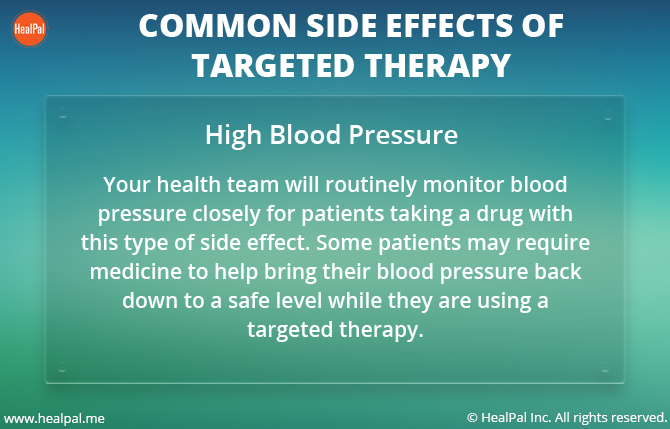 HealPal
COMMON SIDE EFFECTS OF
TARGETED THERAPY
High Blood Pressure
Your health team will routinely monitor blood
pressure closely for patients taking a drug with
this type of side effect. Some patients may require
medicine to help bring their blood pressure back
down to a safe level while they are using a
targeted therapy.
www.healpal.me
© HealPal Inc. All rights reserved.